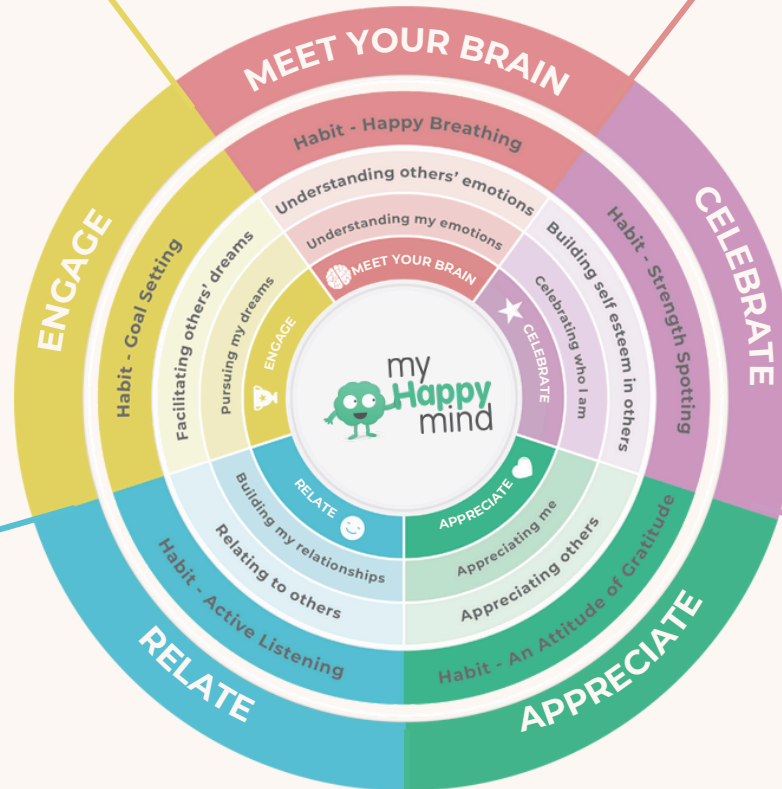 MEET YOUR BRAIN
Habit - Happy Breathing
Understanding others’ emotions
Understanding my emotions
MEET YOUR BRAIN
CELEBRATE
Habit - Strength Spotting
Building self esteem in others
Celebrating who I am
CELEBRATE
APPRECIATE
Habit - An Attitude of Gratitude
Appreciating others
Appreciating me
APPRECIATE
RELATE
Habit - Active Listening
Relating to others
Building my relationships
RELATE
ENGAGE
Habit - Goal Setting
Facilitating others’ dreams
Pursuing my dreams
ENGAGE
my
Happy
mind